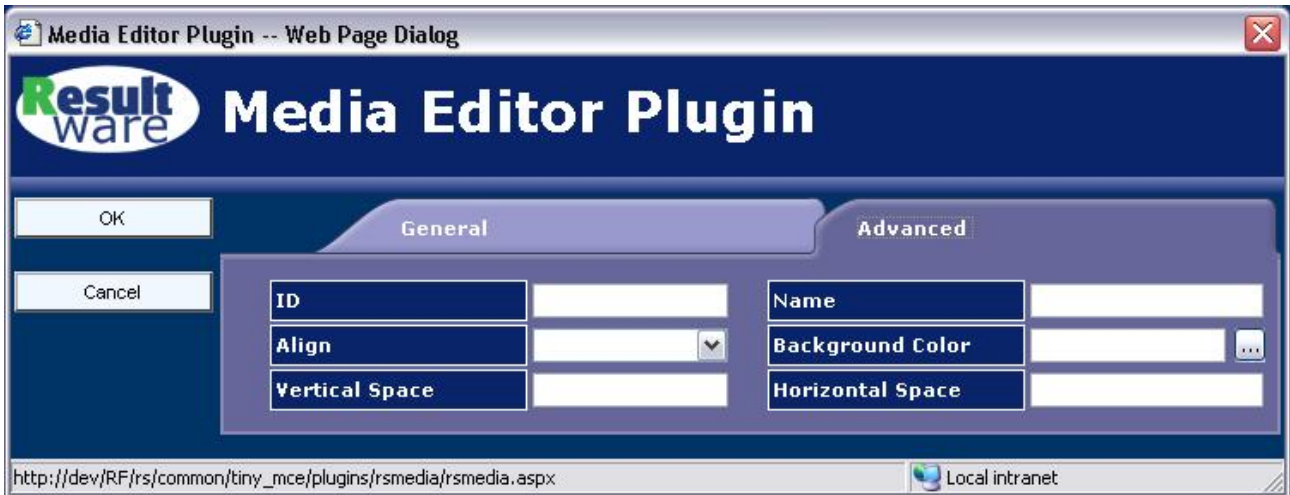 Media Editor Plugin -- Web Page Dialog
Result
ware
Media Editor Plugin
OK
Cancel
General
Advanced
ID
Name
Align
Background Color
...
Vertical Space
Horizontal Space
http://dev/RF/rs/common/tiny_mce/plugins/rsmedia/rsmedia.aspx
Local intranet